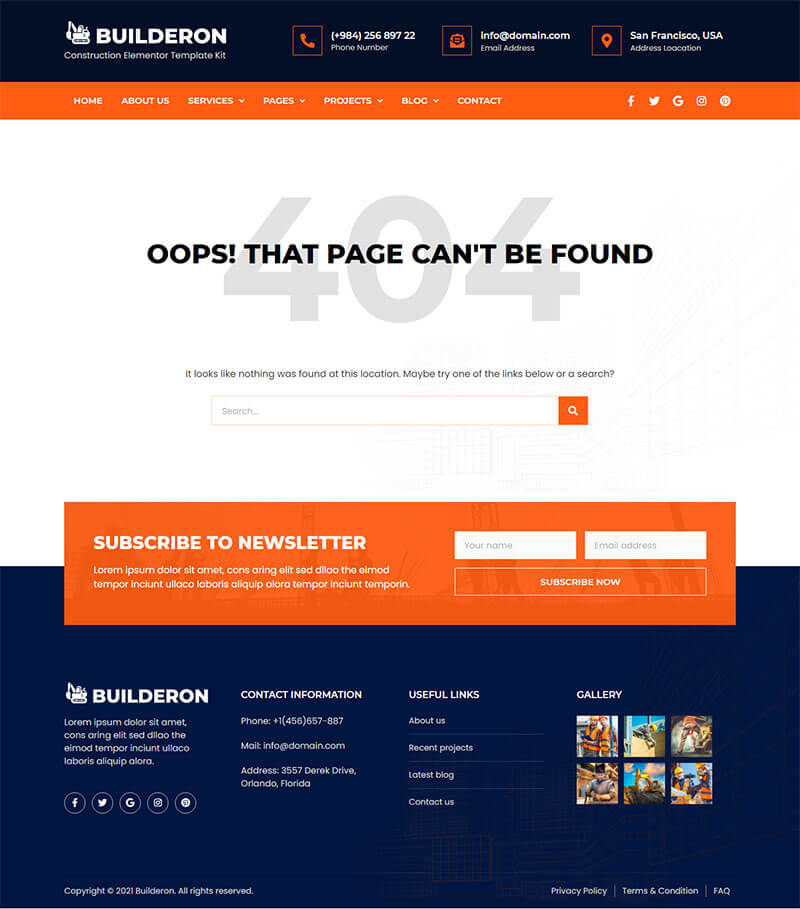 BUILDERON
Construction Elementor Template Kit
(+984) 256 897 22
Phone Number
info@domain.com
Email Address
San Francisco, USA
Address Loacation
HOME ABOUT US SERVICES PAGES PROJECTS BLOG CONTACT
404
OOPS! THAT PAGE CAN'T BE FOUND
It looks like nothing was found at this location. Maybe try one of the links below or a search?
Search...
SUBSCRIBE TO NEWSLETTER
Lorem ipsum dolor sit amet, cons aring elit sed dllao the eimod
tempor inciunt ullaco laboris aliquip alora tempor inciunt temporin.
Your name
Email address
SUBSCRIBE NOW
BUILDERON
Lorem ipsum dolor sit amet,
cons aring elit sed dllao the
eimod tempor inciunt ullaco
laboris aliquip alora.
CONTACT INFORMATION
Phone: +1(456)657-887
Mail: info@domain.com
Address: 3557 Derek Drive,
Orlando, Florida
USEFUL LINKS
About us
Recent projects
Latest blog
Contact us
GALLERY
Copyright © 2021 Builderon. All rights reserved.
Privacy Policy Terms & Condition FAQ